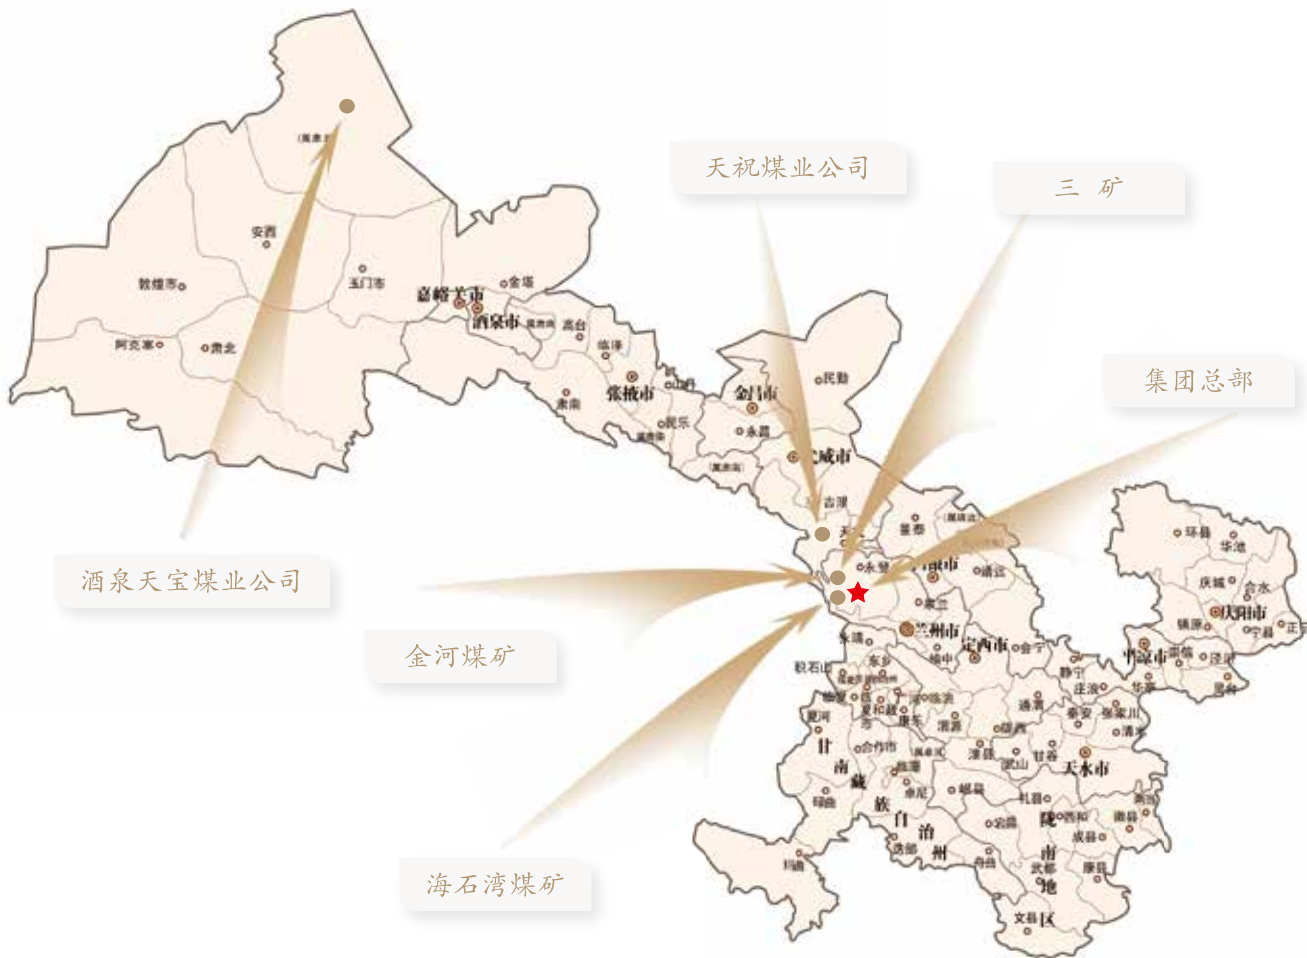 天祝煤业公司
三 矿
集团总部
酒泉天宝煤业公司
金河煤矿
海石湾煤矿
安西
敦煌市
玉门市
阿克塞
肃北
嘉峪关市
金塔
酒泉市
高台
临泽
张掖市
山丹
肃南
民乐
金昌市
永昌
民勤
古浪
景泰
永登
靖远
兰州市
榆中
定西市
会宁
永靖
积石山
东乡
夏河
和政
康乐
临洮
渭源
陇西
通渭
静宁
庄浪
秦安
张家川
清水
甘谷
武山
漳县
天水市
合作市
临潭
卓尼
碌曲
迭部
玛曲
甘南藏族自治州
岷县
宕昌
舟曲
礼县
西和
成县
徽县
两当
康县
武都
文县
陇南地区
环县
华池
庆城
合水
庆阳市
镇原
宁县
平凉市
泾川
华亭